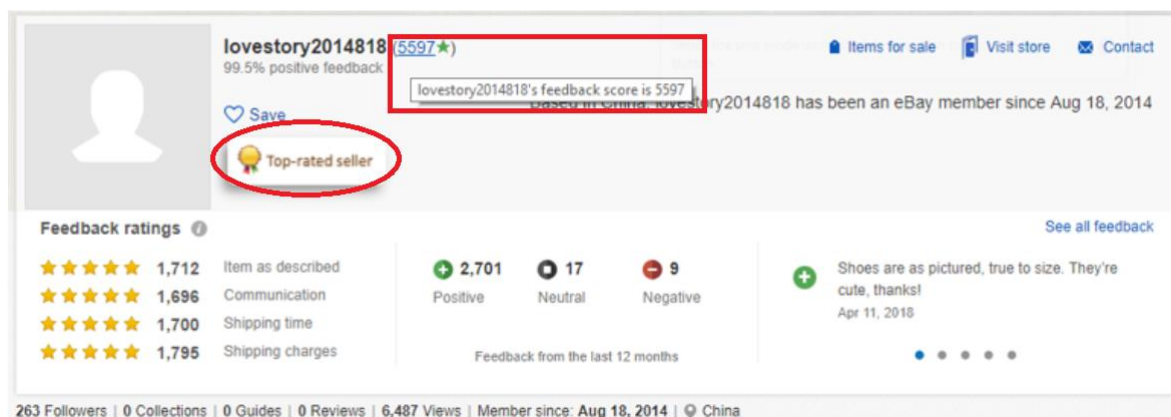 lovestory2014818 (5597★)
99.5% positive feedback
lovestory2014818's feedback score is 5597
Items for sale
Visit store
Contact
Based in China, lovestory2014818 has been an eBay member since Aug 18, 2014
Save
Top-rated seller
Feedback ratings
See all feedback
1,712 Item as described
1,696 Communication
1,700 Shipping time
1,795 Shipping charges
2,701 Positive
17 Neutral
9 Negative
Feedback from the last 12 months
Shoes are as pictured, true to size. They're
cute, thanks!
Apr 11, 2018
263 Followers | 0 Collections | 0 Guides | 0 Reviews | 6,487 Views | Member since: Aug 18, 2014 | China